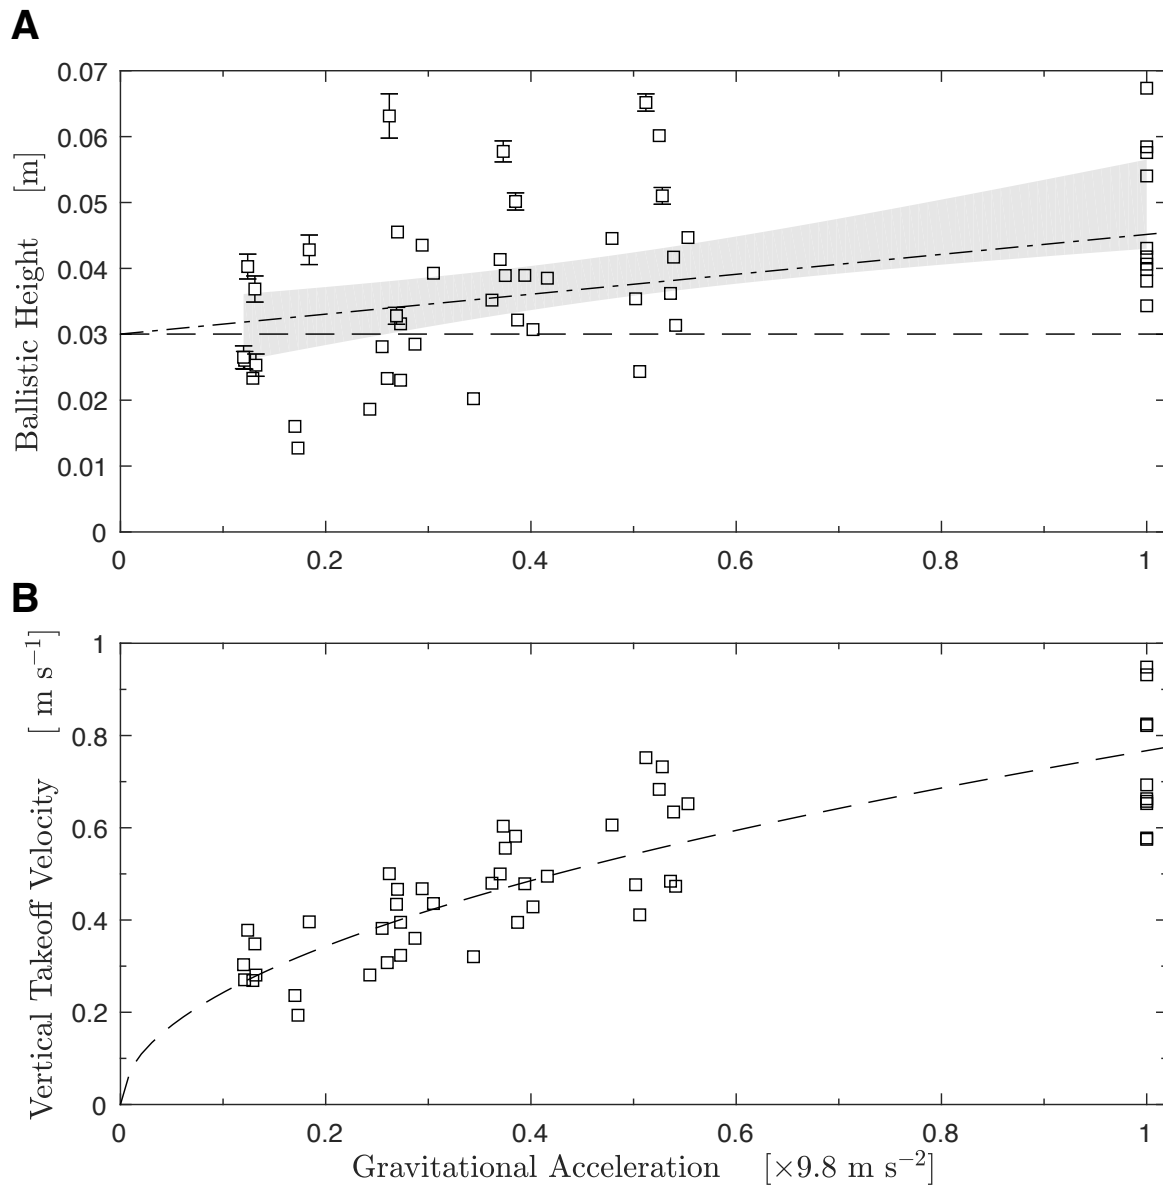 A
0.07
0.06
0.05
0.04
0.03
0.02
0.01
0
Ballistic Height [m]
0 0.2 0.4 0.6 0.8 1
B
1
0.8
0.6
0.4
0.2
0
Vertical Takeoff Velocity [ m s⁻¹]
0 0.2 0.4 0.6 0.8 1
Gravitational Acceleration [×9.8 m s⁻²]